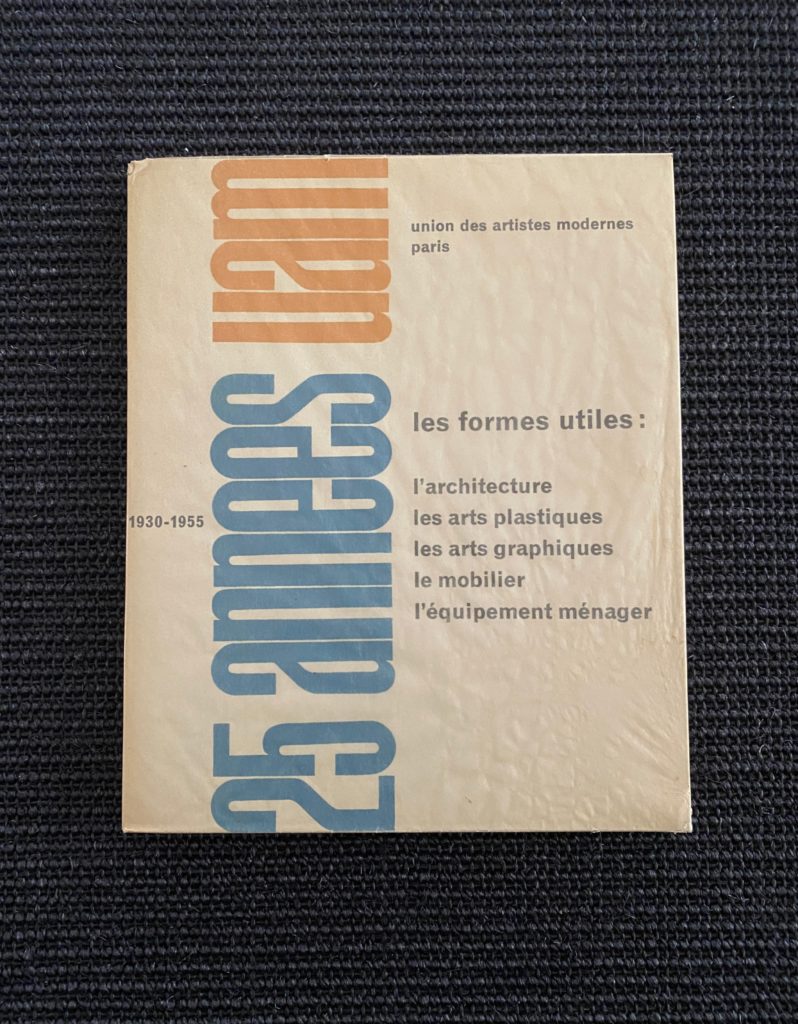 25 années uam
union des artistes modernes
paris
les formes utiles :
l'architecture
les arts plastiques
les arts graphiques
le mobilier
l'équipement ménager
1930-1955